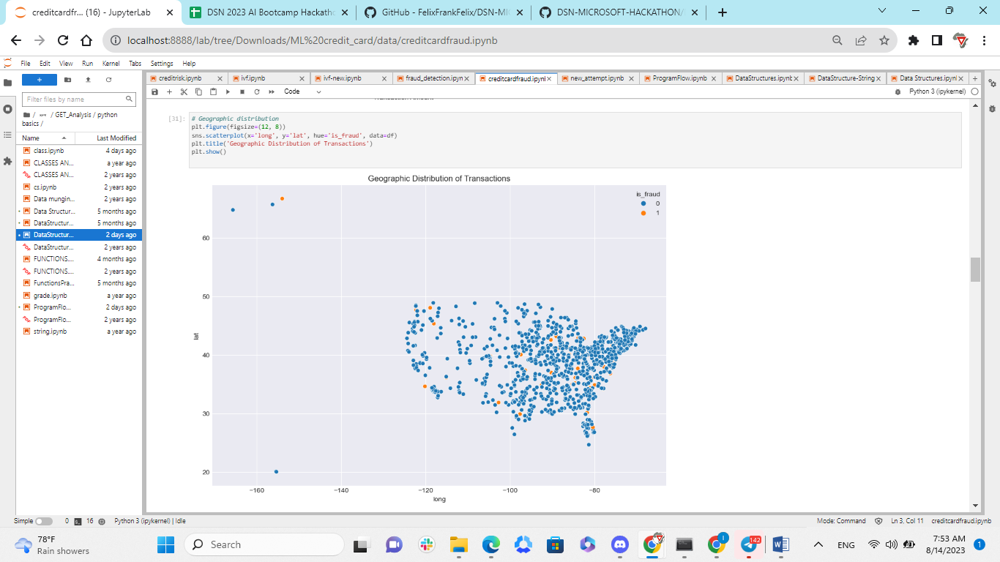 creditcardfr... (16) - JupyterLab
DSN 2023 AI Bootcamp Hackatho
GitHub - FelixFrankFelix/DSN-MIC
DSN-MICROSOFT-HACKATHON/
localhost:8888/lab/tree/Downloads/ML%20credit_card/data/creditcardfraud.ipynb
File Edit View Run Kernel Tabs Settings Help
creditrisk.ipynb
ivf.ipynb
ivf-new.ipynb
fraud_detection.ipyn
creditcardfraud.ipynl
new_attempt.ipynb
ProgramFlow.ipynb
DataStructures.ipynl
DataStructure-String
Data Structures.ipynl
Code
Python 3 (ipykernel)
Filter files by name
/ ··· / GET_Analysis / python
basics /
Name Last Modified
class.ipynb 4 days ago
CLASSES AN... a year ago
CLASSES AN... 2 years ago
cs.ipynb 2 years ago
Data mungin... 2 years ago
Data Structur... 5 months ago
DataStructur... 5 months ago
DataStructur... 2 days ago
DataStructur... 2 years ago
FUNCTIONS.... 4 months ago
FUNCTIONS.... 2 years ago
FunctionsPra... 5 months ago
grade.ipynb a year ago
ProgramFlo... 2 days ago
ProgramFlo... 2 years ago
string.ipynb a year ago
[31]:
# Geographic distribution
plt.figure(figsize=(12, 8))
sns.scatterplot(x='long', y='lat', hue='is_fraud', data=df)
plt.title('Geographic Distribution of Transactions')
plt.show()
Geographic Distribution of Transactions
is_fraud
0
1
60
50
lat
40
30
20
−160 −140 −120 −100 −80
long
Simple 0 16 Python 3 (ipykernel) | Idle
Mode: Command Ln 3, Col 11 creditcardfraud.ipynb
78°F
Rain showers
Search
142
ENG
7:53 AM
8/14/2023
1